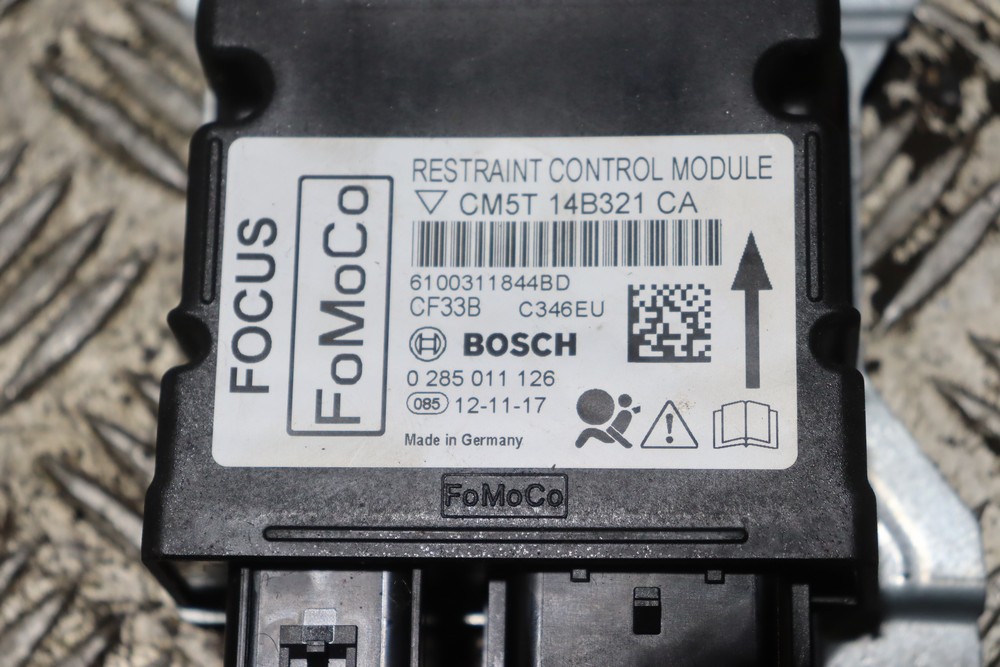 FOCUS
FoMoCo
RESTRAINT CONTROL MODULE
CM5T 14B321 CA
6100311844BD
CF33B C346EU
BOSCH
0 285 011 126
085 12-11-17
Made in Germany
FoMoCo